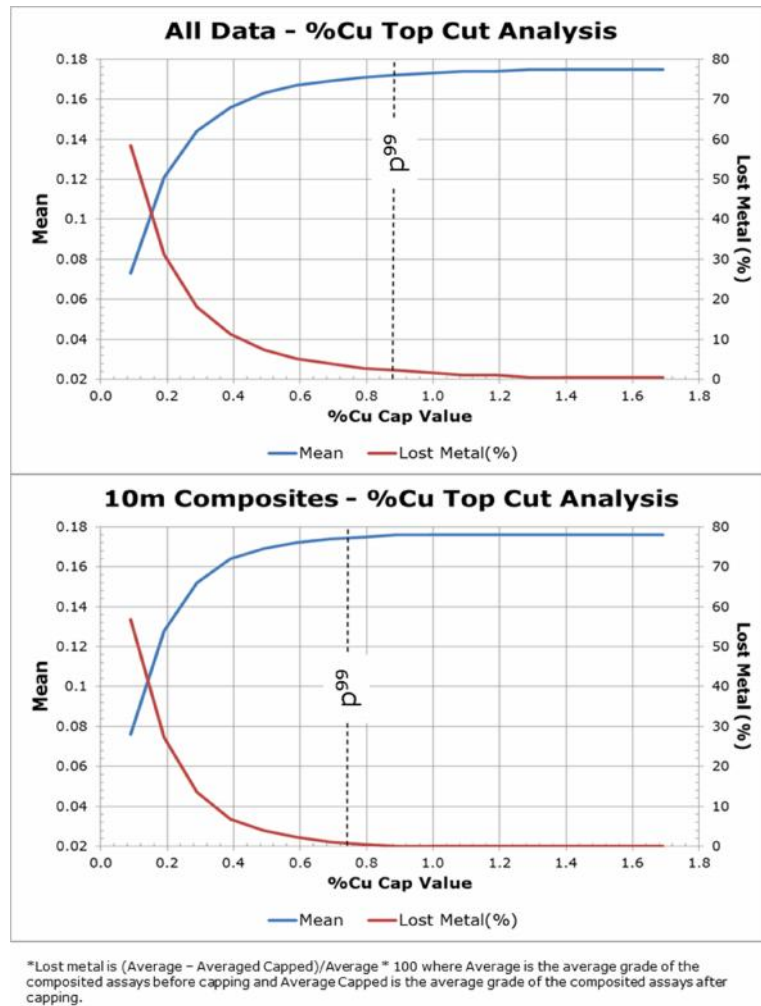 All Data - %Cu Top Cut Analysis
0.18
0.16
0.14
0.12
0.1
0.08
0.06
0.04
0.02
Mean
80
70
60
50
40
30
20
10
0
Lost Metal (%)
p99
0.0 0.2 0.4 0.6 0.8 1.0 1.2 1.4 1.6 1.8
%Cu Cap Value
Mean Lost Metal(%)
10m Composites - %Cu Top Cut Analysis
0.18
0.16
0.14
0.12
0.1
0.08
0.06
0.04
0.02
Mean
80
70
60
50
40
30
20
10
0
Lost Metal (%)
p99
0.0 0.2 0.4 0.6 0.8 1.0 1.2 1.4 1.6 1.8
%Cu Cap Value
Mean Lost Metal(%)
*Lost metal is (Average – Averaged Capped)/Average * 100 where Average is the average grade of the
composited assays before capping and Average Capped is the average grade of the composited assays after
capping.